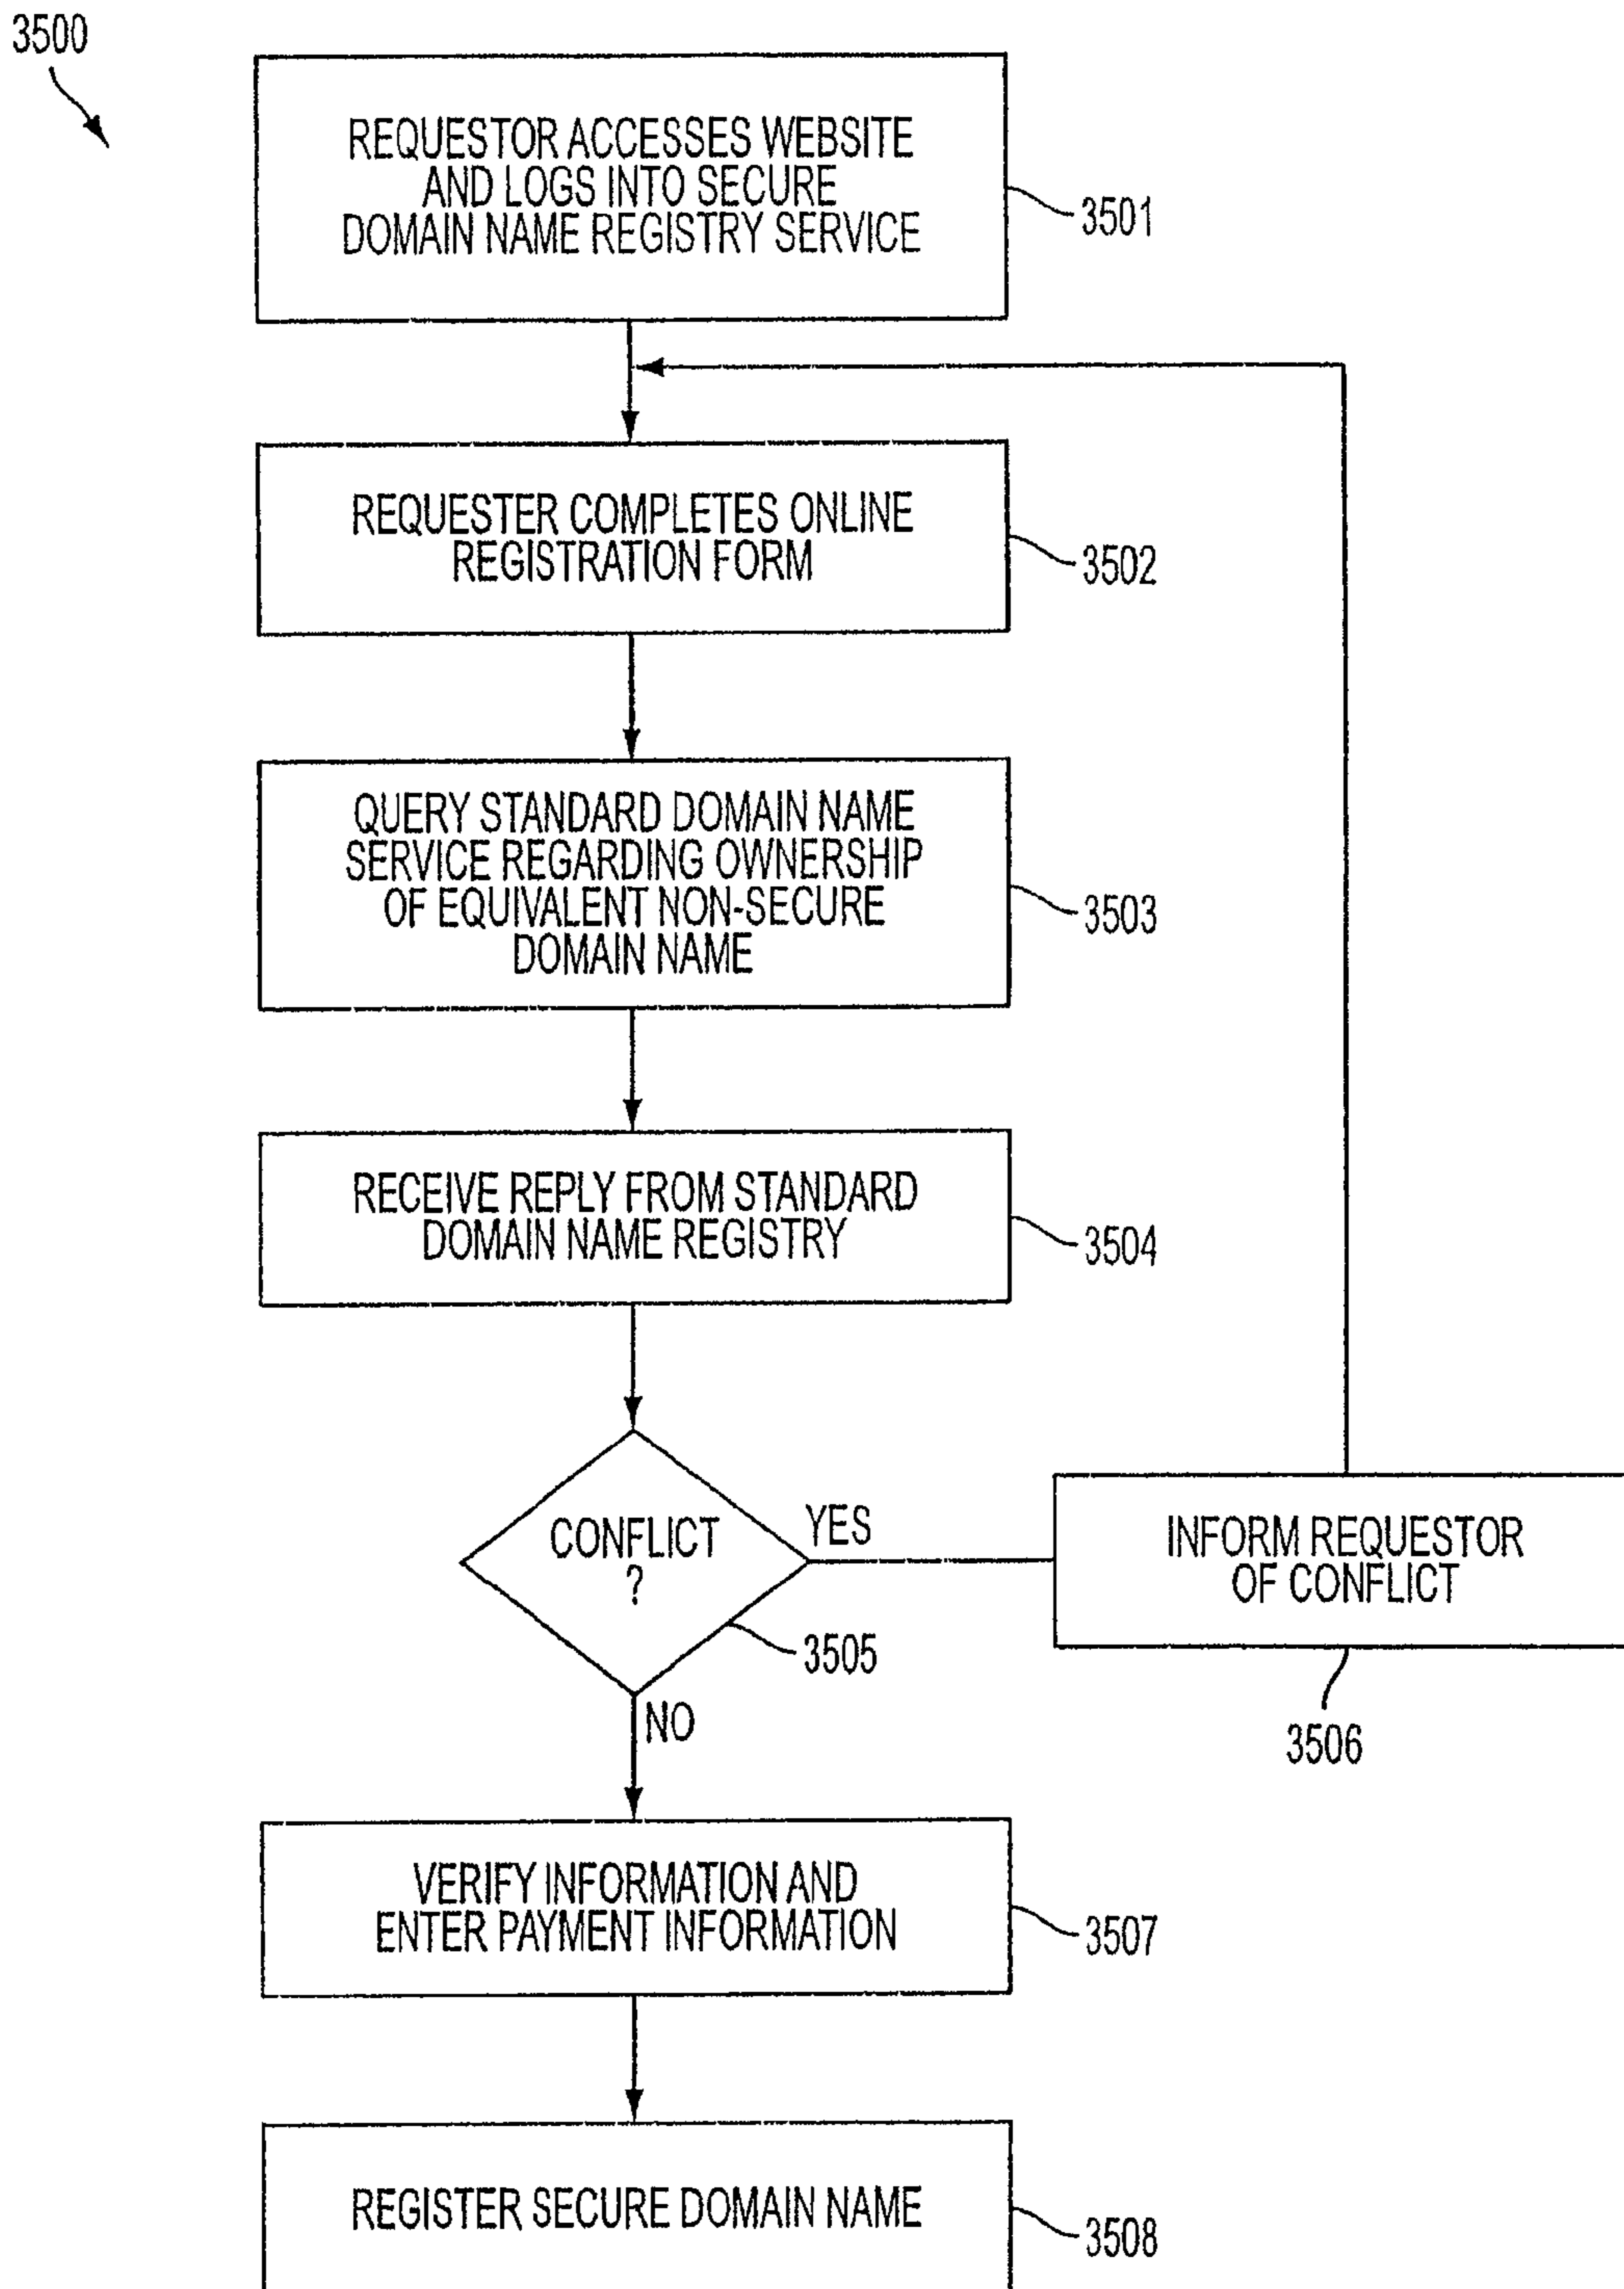 3500
REQUESTOR ACCESSES WEBSITE
AND LOGS INTO SECURE
DOMAIN NAME REGISTRY SERVICE
3501
REQUESTER COMPLETES ONLINE
REGISTRATION FORM
3502
QUERY STANDARD DOMAIN NAME
SERVICE REGARDING OWNERSHIP
OF EQUIVALENT NON-SECURE
DOMAIN NAME
3503
RECEIVE REPLY FROM STANDARD
DOMAIN NAME REGISTRY
3504
CONFLICT
?
3505
YES
INFORM REQUESTOR
OF CONFLICT
3506
NO
VERIFY INFORMATION AND
ENTER PAYMENT INFORMATION
3507
REGISTER SECURE DOMAIN NAME
3508